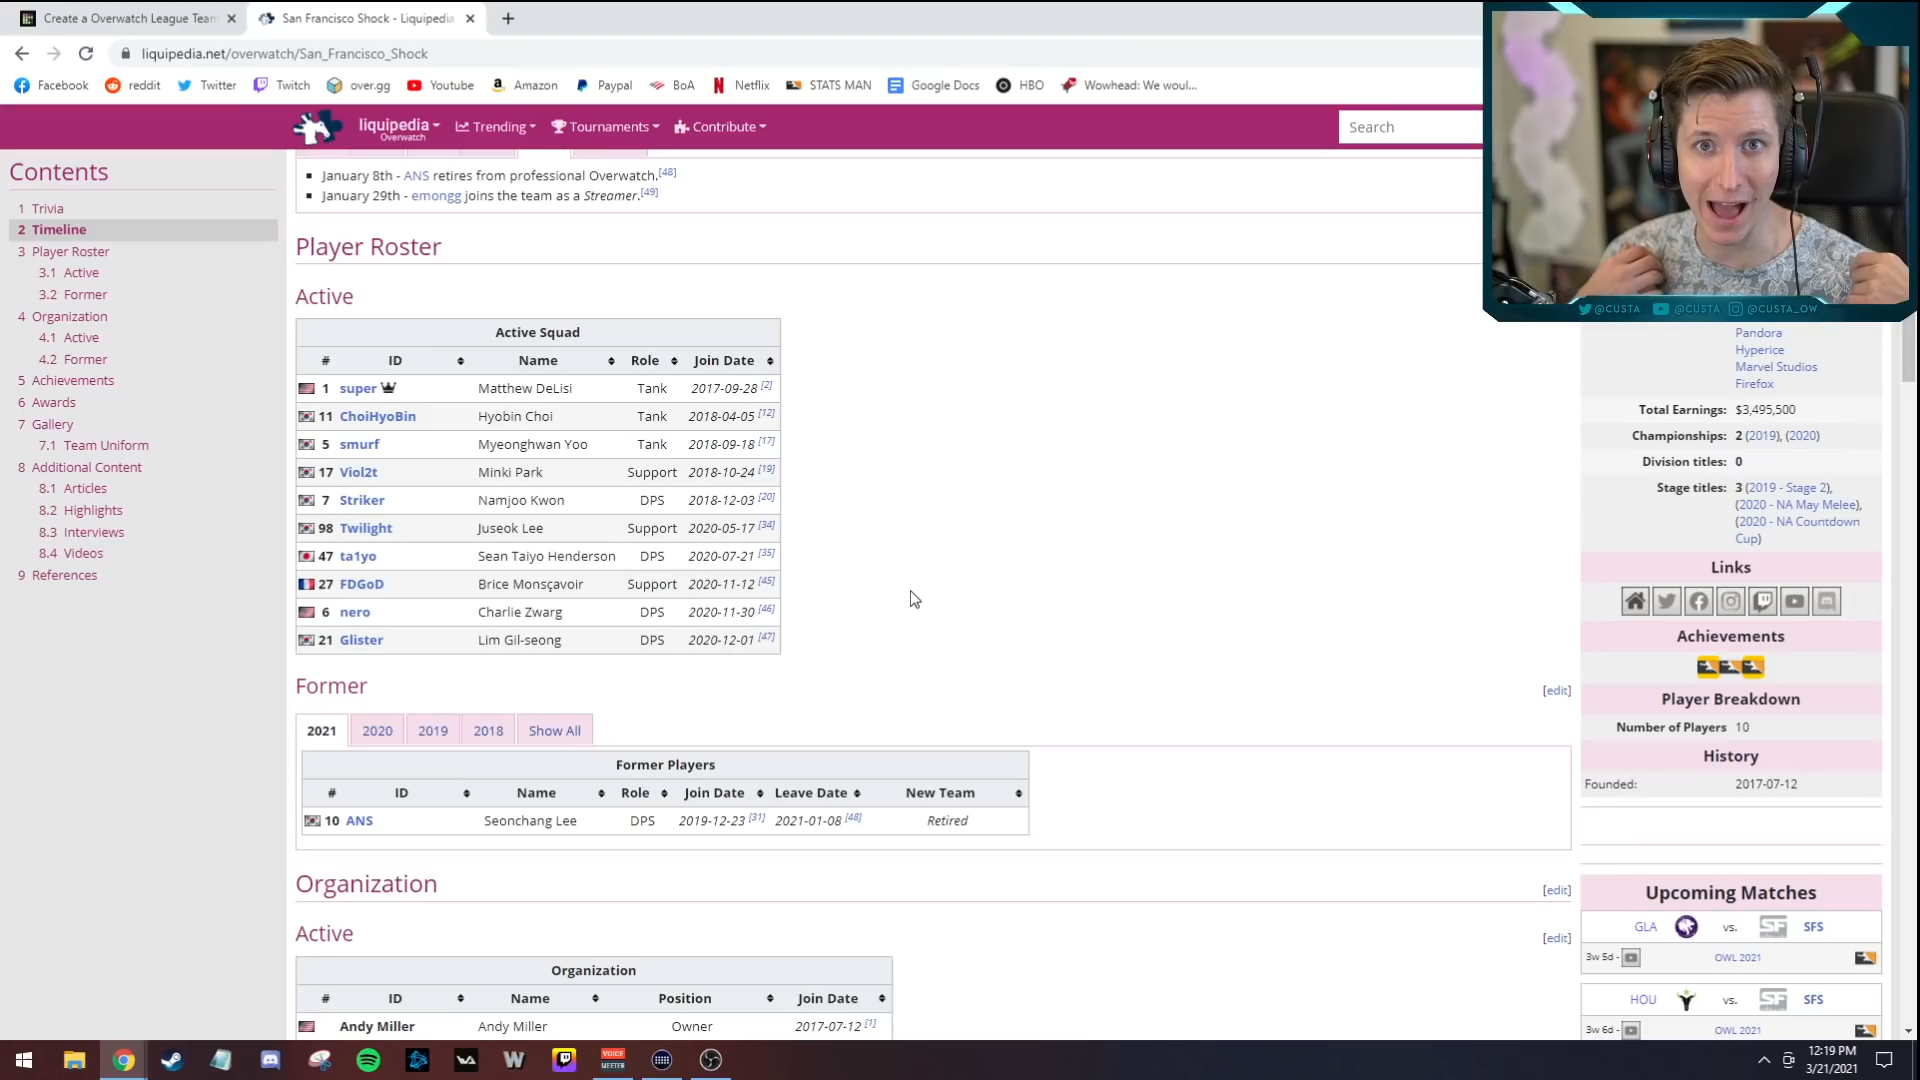 Create a Overwatch League Team
San Francisco Shock - Liquipedia
liquipedia.net/overwatch/San_Francisco_Shock
Facebook reddit Twitter Twitch over.gg Youtube Amazon Paypal BoA Netflix STATS MAN Google Docs HBO Wowhead: We woul...
liquipedia Overwatch Trending Tournaments Contribute Search
Contents
1 Trivia
2 Timeline
3 Player Roster
3.1 Active
3.2 Former
4 Organization
4.1 Active
4.2 Former
5 Achievements
6 Awards
7 Gallery
7.1 Team Uniform
8 Additional Content
8.1 Articles
8.2 Highlights
8.3 Interviews
8.4 Videos
9 References
January 8th - ANS retires from professional Overwatch.[48]
January 29th - emongg joins the team as a Streamer.[49]
Player Roster
Active
Active Squad
# ID Name Role Join Date
1 super Matthew DeLisi Tank 2017-09-28 [2]
11 ChoiHyoBin Hyobin Choi Tank 2018-04-05 [12]
5 smurf Myeonghwan Yoo Tank 2018-09-18 [17]
17 Viol2t Minki Park Support 2018-10-24 [19]
7 Striker Namjoo Kwon DPS 2018-12-03 [20]
98 Twilight Juseok Lee Support 2020-05-17 [34]
47 ta1yo Sean Taiyo Henderson DPS 2020-07-21 [35]
27 FDGoD Brice Monsçavoir Support 2020-11-12 [45]
6 nero Charlie Zwarg DPS 2020-11-30 [46]
21 Glister Lim Gil-seong DPS 2020-12-01 [47]
Former
[edit]
2021 2020 2019 2018 Show All
Former Players
# ID Name Role Join Date Leave Date New Team
10 ANS Seonchang Lee DPS 2019-12-23 [31] 2021-01-08 [48] Retired
Organization
[edit]
Active
[edit]
Organization
# ID Name Position Join Date
Andy Miller Andy Miller Owner 2017-07-12 [1]
@CUSTA @CUSTA @CUSTA_OW
Pandora
Hyperice
Marvel Studios
Firefox
Total Earnings: $3,495,500
Championships: 2 (2019), (2020)
Division titles: 0
Stage titles: 3 (2019 - Stage 2),
(2020 - NA May Melee),
(2020 - NA Countdown
Cup)
Links
Achievements
Player Breakdown
Number of Players 10
History
Founded: 2017-07-12
Upcoming Matches
GLA vs. SF SFS
3w 5d - OWL 2021
HOU vs. SF SFS
3w 6d - OWL 2021
VOICE
MEETER
12:19 PM
3/21/2021